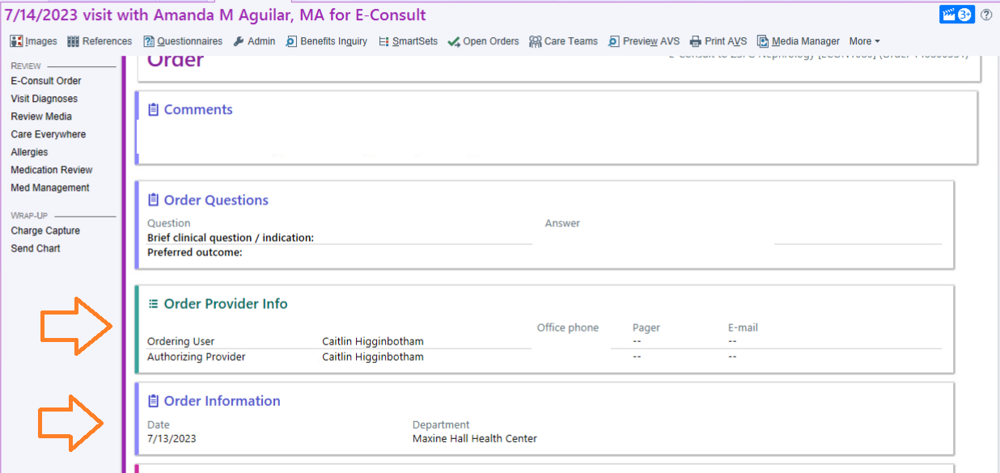 7/14/2023 visit with Amanda M Aguilar, MA for E-Consult
3+ ?
Images References Questionnaires Admin Benefits Inquiry SmartSets Open Orders Care Teams Preview AVS Print AVS Media Manager More
REVIEW
E-Consult Order
Visit Diagnoses
Review Media
Care Everywhere
Allergies
Medication Review
Med Management
WRAP-UP
Charge Capture
Send Chart
Order
E-Consult to Nephrology (Order
Comments
Order Questions
Question Answer
Brief clinical question / indication:
Preferred outcome:
Order Provider Info
Office phone Pager E-mail
Ordering User Caitlin Higginbotham -- --
Authorizing Provider Caitlin Higginbotham -- --
Order Information
Date Department
7/13/2023 Maxine Hall Health Center